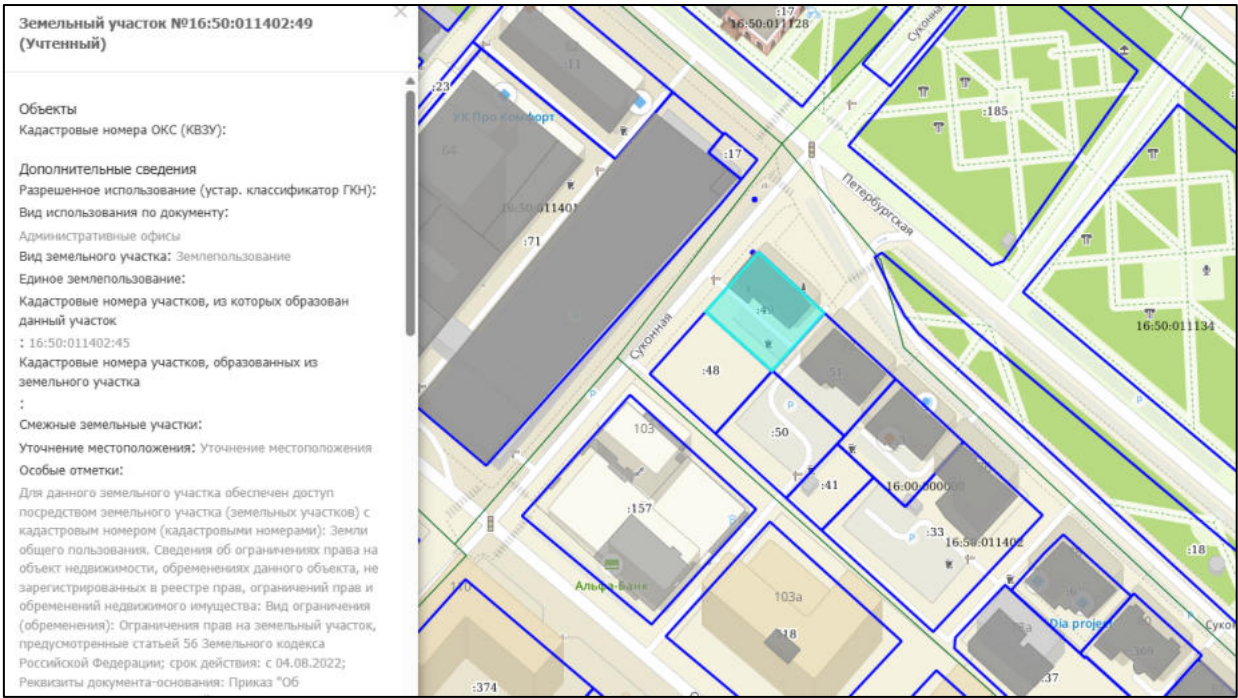 Земельный участок №16:50:011402:49
(Учтенный)
Объекты
Кадастровые номера ОКС (КВЗУ):
Дополнительные сведения
Разрешенное использование (устар. классификатор ГКН):
Вид использования по документу:
Административные офисы
Вид земельного участка: Землепользование
Единое землепользование:
Кадастровые номера участков, из которых образован
данный участок
: 16:50:011402:45
Кадастровые номера участков, образованных из
земельного участка
:
Смежные земельные участки:
Уточнение местоположения: Уточнение местоположения
Особые отметки:
Для данного земельного участка обеспечен доступ
посредством земельного участка (земельных участков) с
кадастровым номером (кадастровыми номерами): Земли
общего пользования. Сведения об ограничениях права на
объект недвижимости, обременениях данного объекта, не
зарегистрированных в реестре прав, ограничений прав и
обременений недвижимого имущества: Вид ограничения
(обременения): Ограничения прав на земельный участок,
предусмотренные статьей 56 Земельного кодекса
Российской Федерации; срок действия: с 04.08.2022;
Реквизиты документа-основания: Приказ "Об
:17
16:50:011128
Сукон
11
:23
УК Про Комфорт
64
:17
:185
16:50:011401
Петербургская
:71
16:50:011134
:49
Суконная
:48
51
103
:50
:41
16:00:000000
:157
:33
16:50:011402
:18
Альфа-Банк
103а
Dia project
:318
36а
Суко
:37
:374